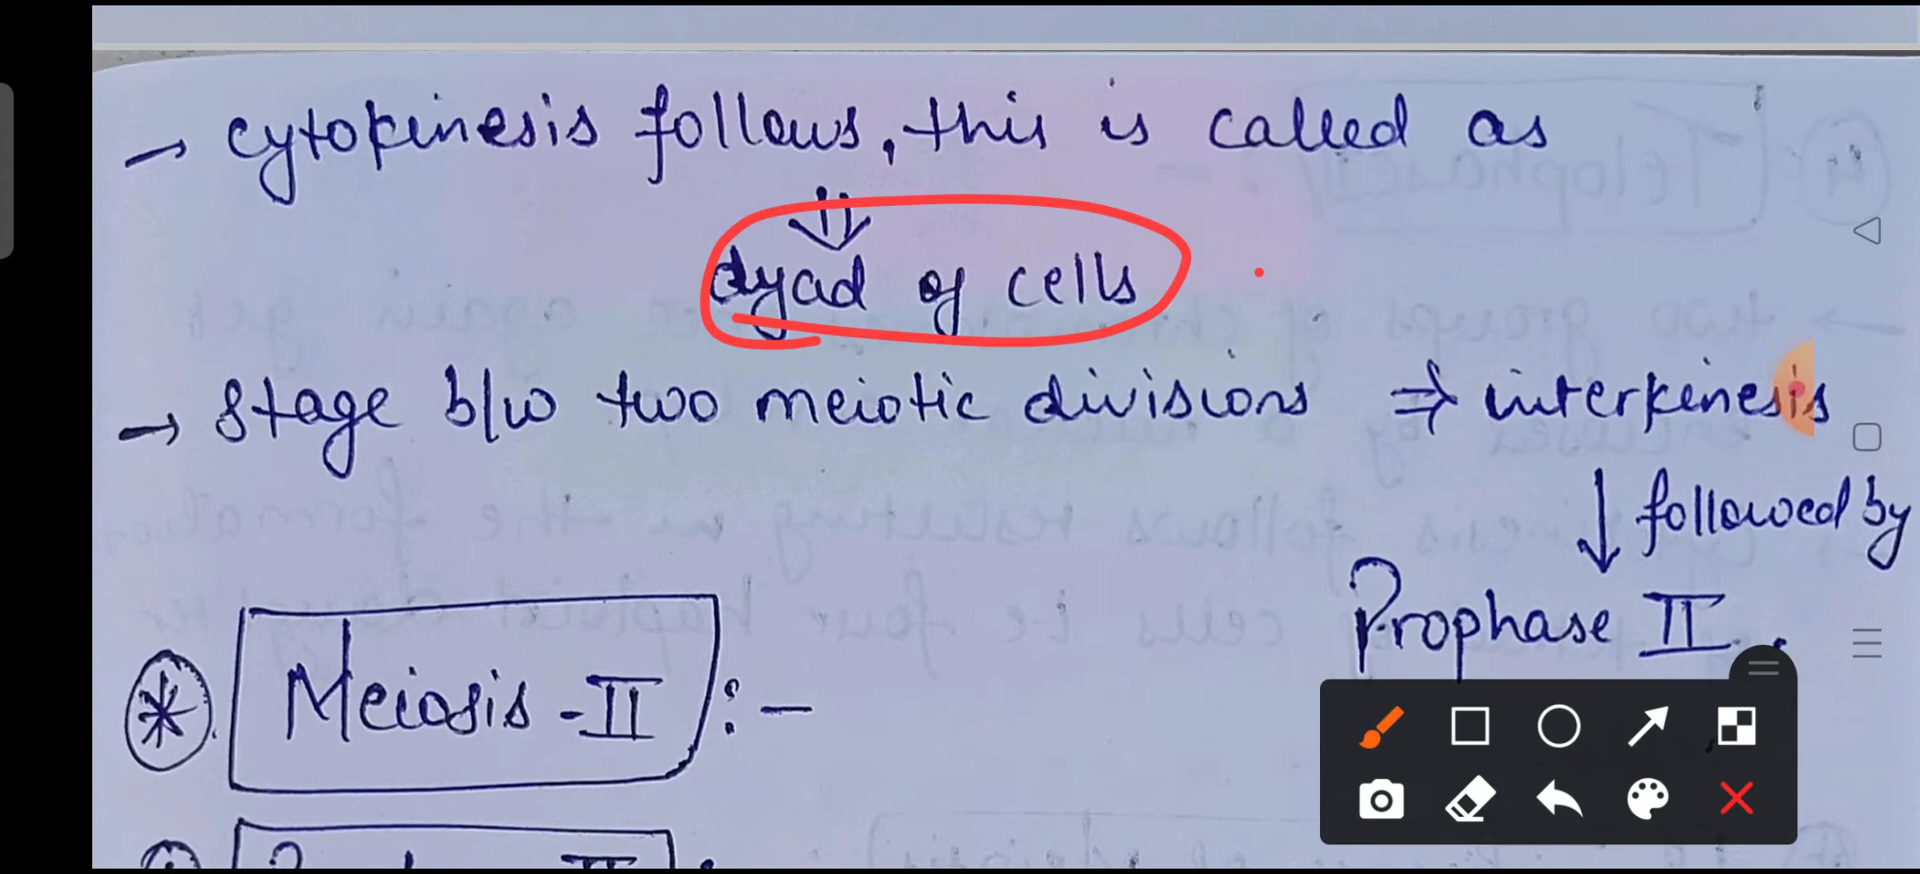 → cytokinesis follows, this is called as
⇓
dyad of cells
→ stage b/w two meiotic divisions ⇒ interkinesis
↓ followed by
Prophase II.
* Meiosis - II :-